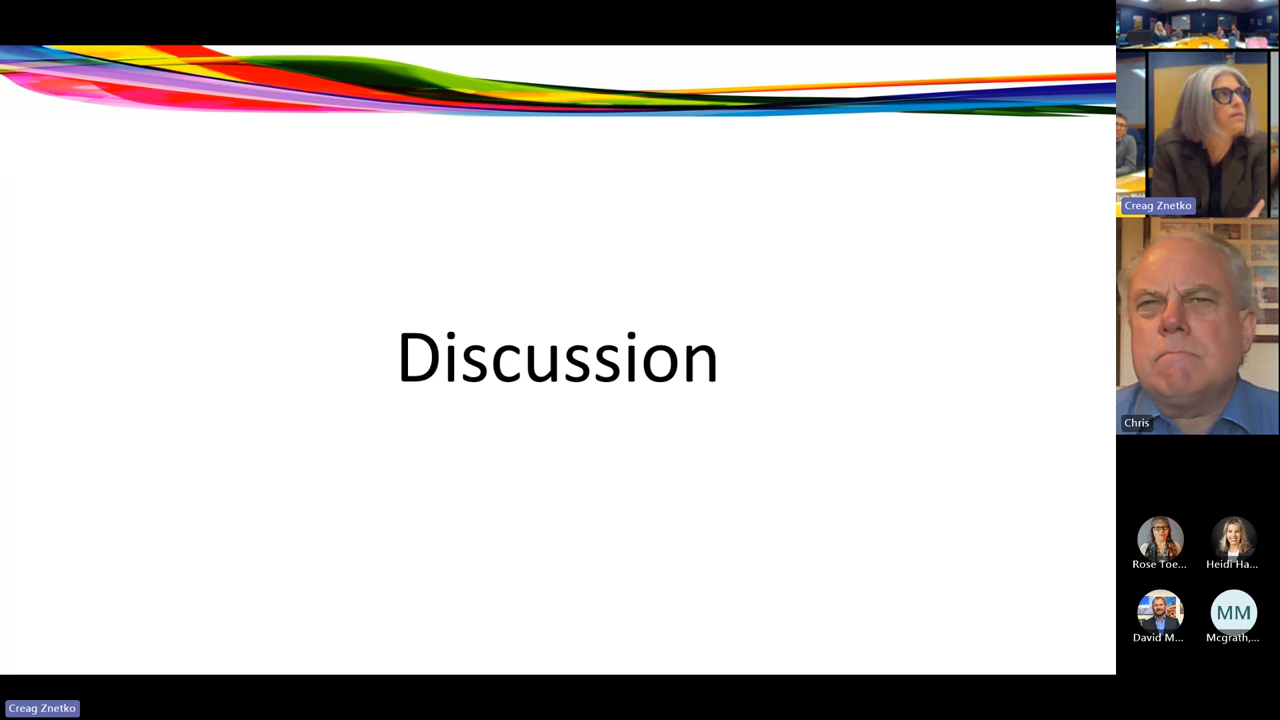 Discussion
Creag Znetko
Chris
Rose Toe...
Heidi Ha...
David M...
MM
Mcgrath,...
Creag Znetko